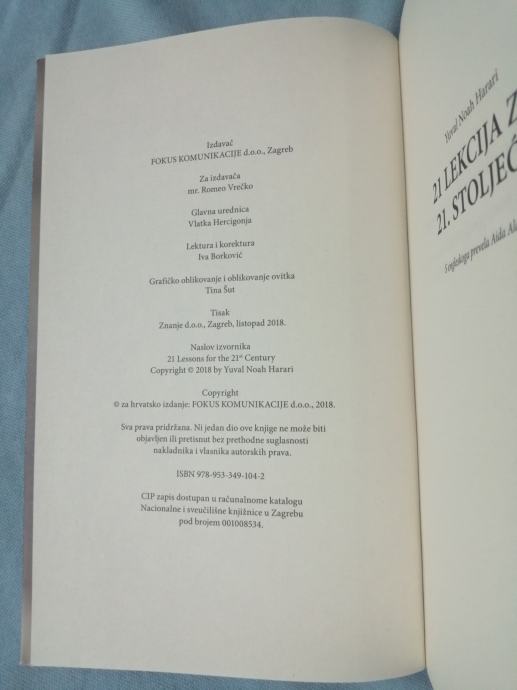 Izdavač
FOKUS KOMUNIKACIJE d.o.o., Zagreb
Za izdavača
mr. Romeo Vrečko
Glavna urednica
Vlatka Hercigonja
Lektura i korektura
Iva Borković
Grafičko oblikovanje i oblikovanje ovitka
Tina Šut
Tisak
Znanje d.o.o., Zagreb, listopad 2018.
Naslov izvornika
21 Lessons for the 21st Century
Copyright © 2018 by Yuval Noah Harari
Copyright
© za hrvatsko izdanje: FOKUS KOMUNIKACIJE d.o.o., 2018.
Sva prava pridržana. Ni jedan dio ove knjige ne može biti
objavljen ili pretisnut bez prethodne suglasnosti
nakladnika i vlasnika autorskih prava.
ISBN 978-953-349-104-2
CIP zapis dostupan u računalnome katalogu
Nacionalne i sveučilišne knjižnice u Zagrebu
pod brojem 001008534.
Yuval Noah Harari
21 LEKCIJA
21.
S engleskoga prevela Aida